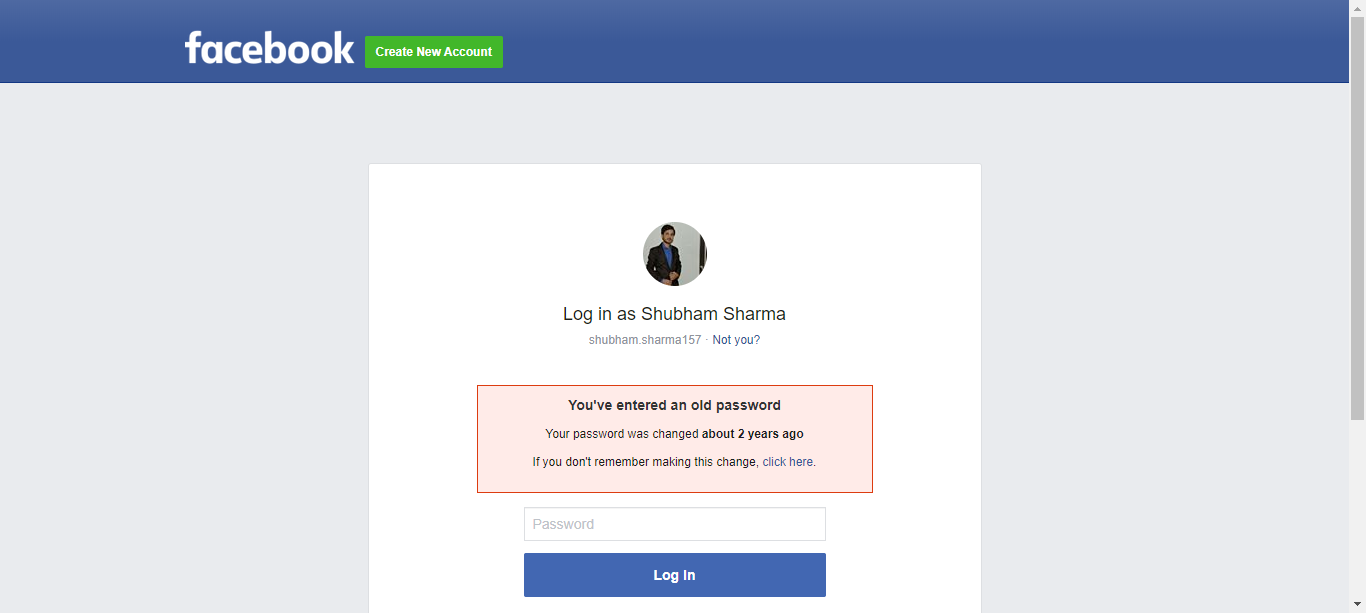 facebook
Create New Account
Log in as Shubham Sharma
shubham.sharma157 · Not you?
You've entered an old password
Your password was changed about 2 years ago
If you don't remember making this change, click here.
Password
Log In